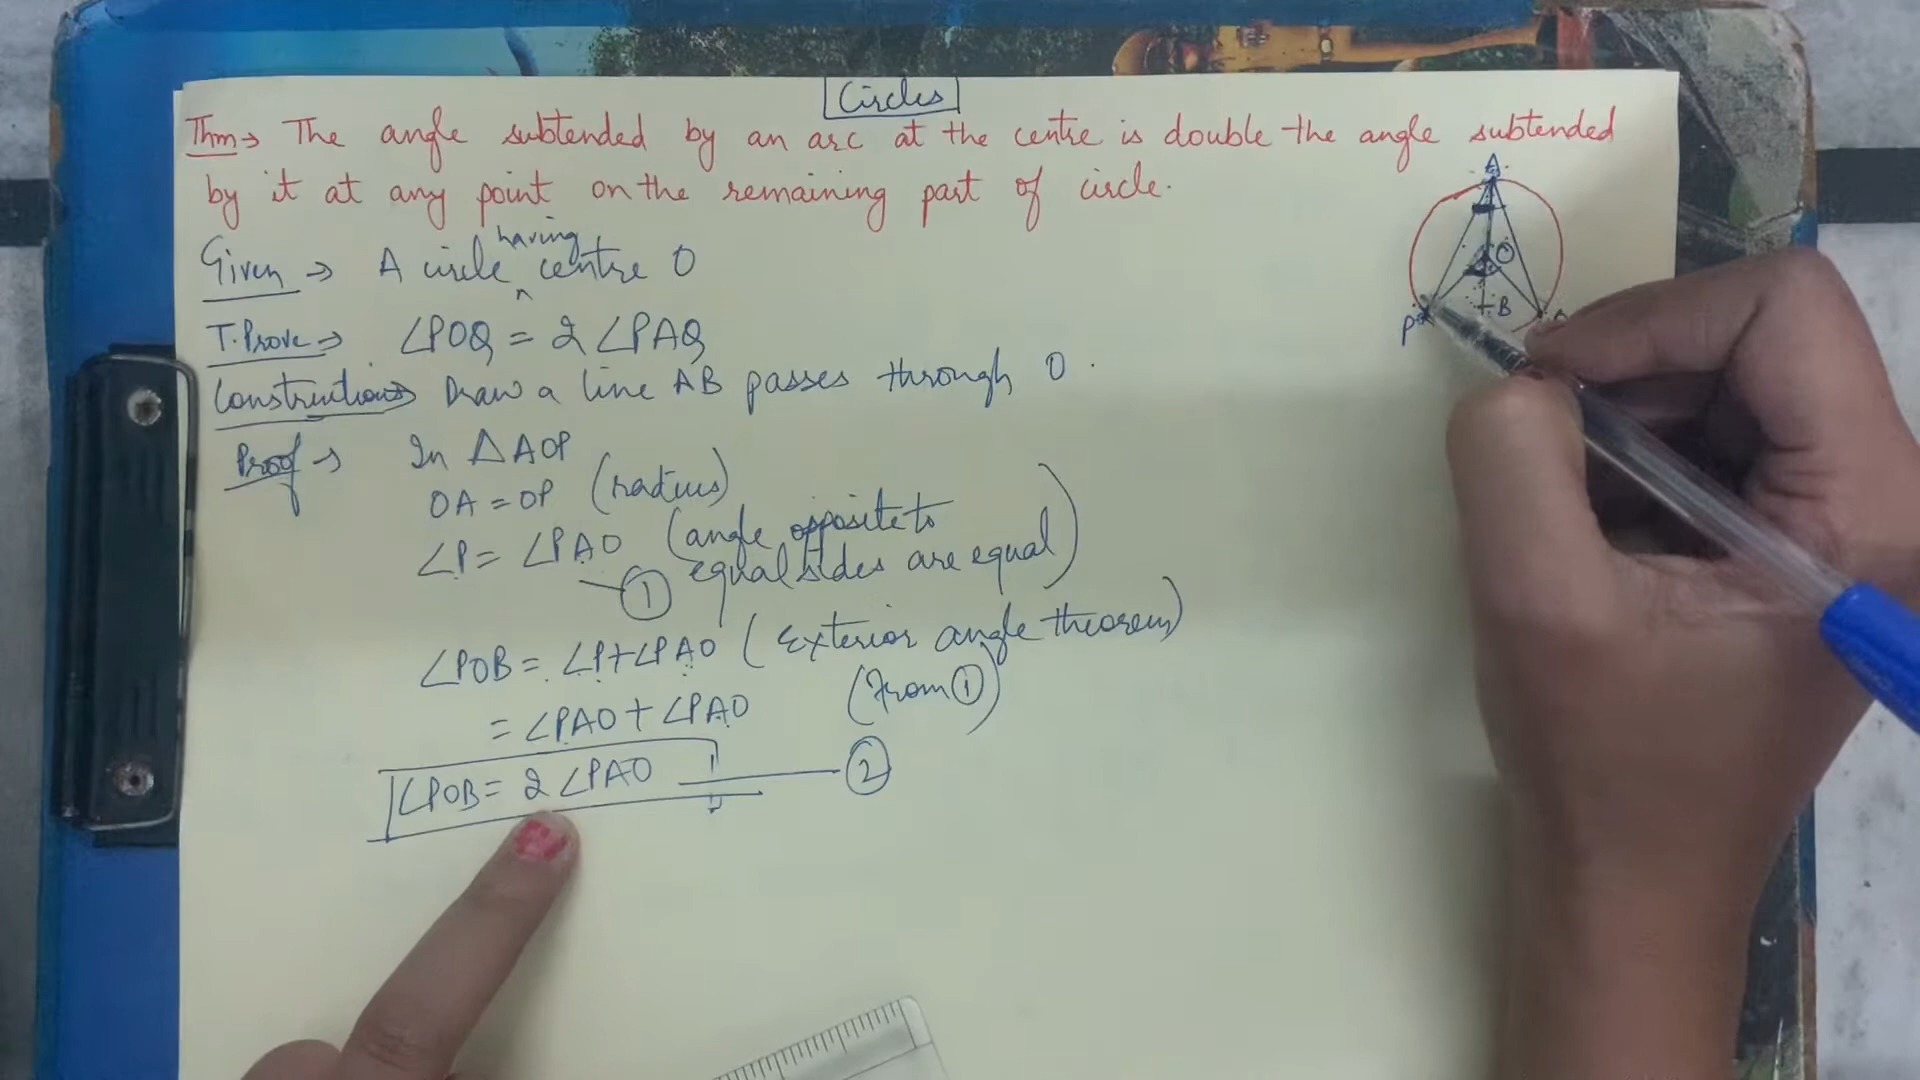 Circles
Thm→ The angle subtended by an arc at the centre is double the angle subtended
by it at any point on the remaining part of circle.
Given → A circle having centre O
T.Prove → ∠POQ = 2 ∠PAQ
Construction→ Draw a line AB passes through O.
Proof → In △AOP
OA = OP (radius)
∠P = ∠PAO (angle opposite to
equal sides are equal)
①
∠POB = ∠P+∠PAO (Exterior angle theorem)
= ∠PAO + ∠PAO (From ①)
∠POB = 2 ∠PAO ②
A
O
B
P